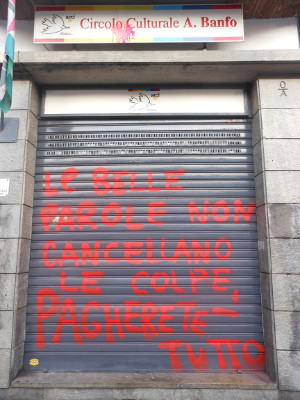 Circolo Culturale A. Banfo
LE BELLE
PAROLE NON
CANCELLANO
LE COLPE,
PAGHERETE
TUTTO